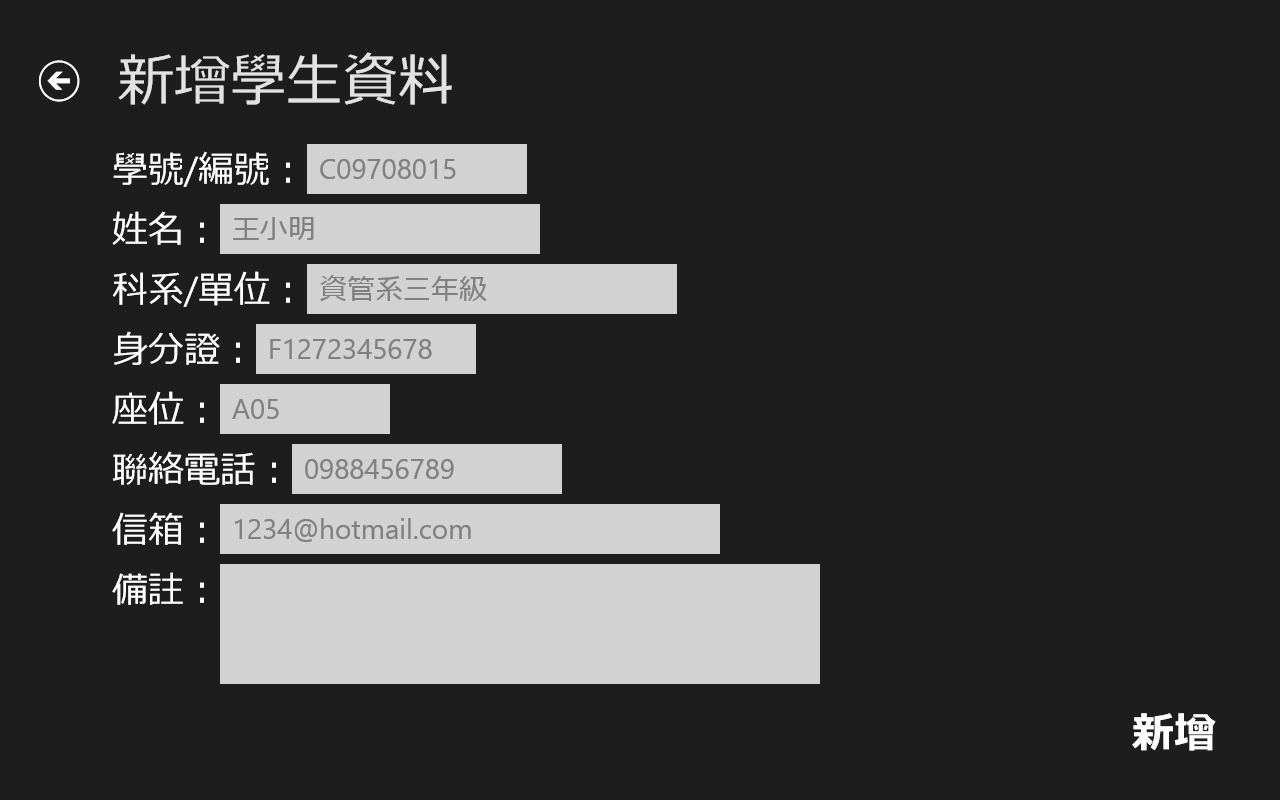 新增學生資料
學號/編號：C09708015
姓名：王小明
科系/單位：資管系三年級
身分證：F1272345678
座位：A05
聯絡電話：0988456789
信箱：1234@hotmail.com
備註：
新增